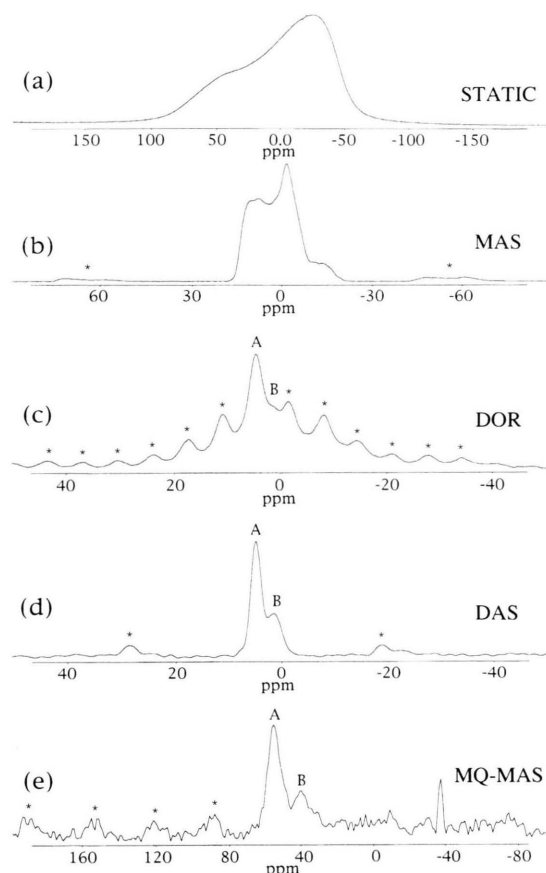 (a)
STATIC
150 100 50 0.0 -50 -100 -150
ppm
(b)
MAS
* *
60 30 0 -30 -60
ppm
(c)
DOR
A
B
* * * * * * * * * * * *
40 20 0 -20 -40
ppm
(d)
DAS
A
B
* *
40 20 0 -20 -40
ppm
(e)
MQ-MAS
A
B
* * * *
160 120 80 40 0 -40 -80
ppm